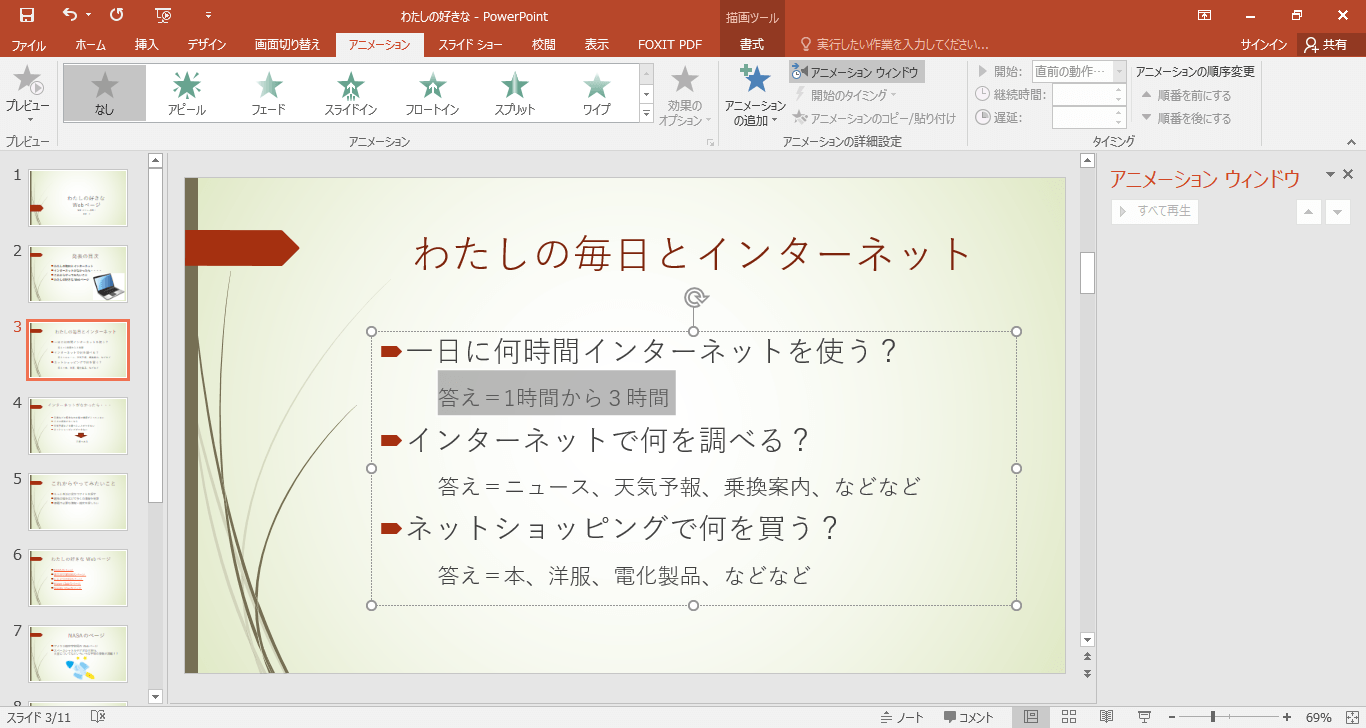 わたしの好きな - PowerPoint
描画ツール
ファイル ホーム 挿入 デザイン 画面切り替え アニメーション スライド ショー 校閲 表示 FOXIT PDF 書式 実行したい作業を入力してください... サインイン 共有
プレビュー
なし
アピール
フェード
スライドイン
フロートイン
スプリット
ワイプ
効果の
オプション
アニメーション
の追加
アニメーション ウィンドウ
開始のタイミング
アニメーションのコピー/貼り付け
開始: 直前の動作…
継続時間:
遅延:
アニメーションの順序変更
順番を前にする
順番を後にする
プレビュー
アニメーション
アニメーションの詳細設定
タイミング
1
わたしの好きな
Webページ
2
3
わたしの毎日とインターネット
4
5
これからやってみたいこと
6
わたしの好きな Webページ
7
NASAのページ
8
わたしの毎日とインターネット
一日に何時間インターネットを使う？
答え＝1時間から３時間
インターネットで何を調べる？
答え＝ニュース、天気予報、乗換案内、などなど
ネットショッピングで何を買う？
答え＝本、洋服、電化製品、などなど
アニメーション ウィンドウ
すべて再生
スライド 3/11
ノート
コメント
69%